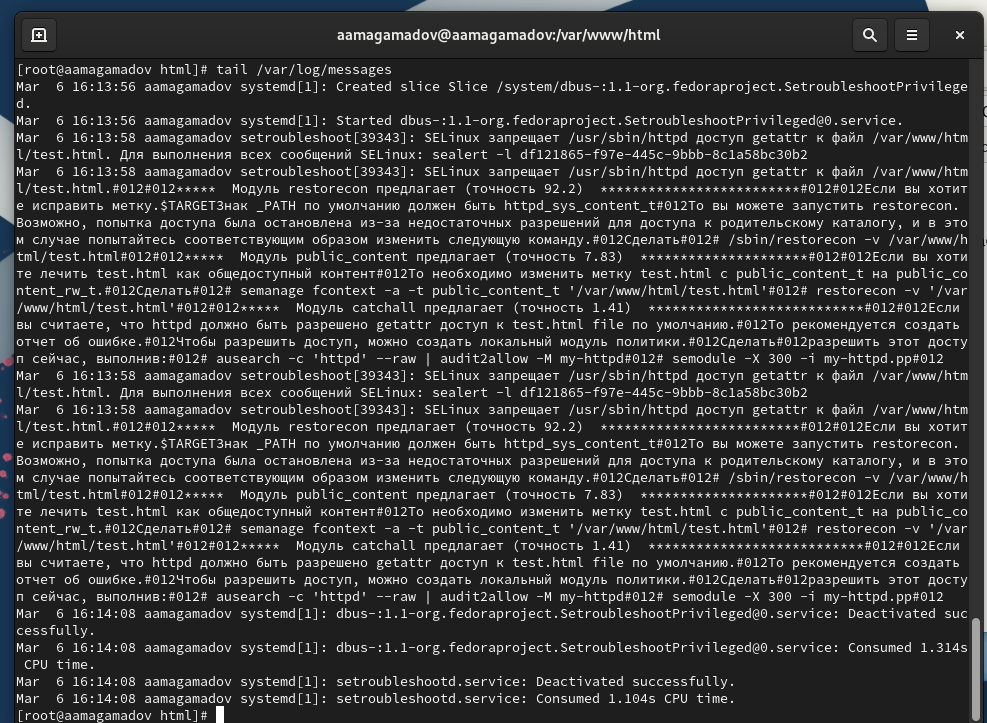 aamagamadov@aamagamadov:/var/www/html
[root@aamagamadov html]# tail /var/log/messages
Mar  6 16:13:56 aamagamadov systemd[1]: Created slice Slice /system/dbus-:1.1-org.fedoraproject.SetroubleshootPrivilege
d.
Mar  6 16:13:56 aamagamadov systemd[1]: Started dbus-:1.1-org.fedoraproject.SetroubleshootPrivileged@0.service.
Mar  6 16:13:58 aamagamadov setroubleshoot[39343]: SELinux запрещает /usr/sbin/httpd доступ getattr к файл /var/www/htm
l/test.html. Для выполнения всех сообщений SELinux: sealert -l df121865-f97e-445c-9bbb-8c1a58bc30b2
Mar  6 16:13:58 aamagamadov setroubleshoot[39343]: SELinux запрещает /usr/sbin/httpd доступ getattr к файл /var/www/htm
l/test.html.#012#012*****  Модуль restorecon предлагает (точность 92.2)  *************************#012#012Если вы хотит
е исправить метку.$TARGETЗнак _PATH по умолчанию должен быть httpd_sys_content_t#012То вы можете запустить restorecon. 
Возможно, попытка доступа была остановлена из-за недостаточных разрешений для доступа к родительскому каталогу, и в это
м случае попытайтесь соответствующим образом изменить следующую команду.#012Сделать#012# /sbin/restorecon -v /var/www/h
tml/test.html#012#012*****  Модуль public_content предлагает (точность 7.83)  *********************#012#012Если вы хоти
те лечить test.html как общедоступный контент#012То необходимо изменить метку test.html с public_content_t на public_co
ntent_rw_t.#012Сделать#012# semanage fcontext -a -t public_content_t '/var/www/html/test.html'#012# restorecon -v '/var
/www/html/test.html'#012#012*****  Модуль catchall предлагает (точность 1.41)  ***************************#012#012Если 
вы считаете, что httpd должно быть разрешено getattr доступ к test.html file по умолчанию.#012То рекомендуется создать 
отчет об ошибке.#012Чтобы разрешить доступ, можно создать локальный модуль политики.#012Сделать#012разрешить этот досту
п сейчас, выполнив:#012# ausearch -c 'httpd' --raw | audit2allow -M my-httpd#012# semodule -X 300 -i my-httpd.pp#012
Mar  6 16:13:58 aamagamadov setroubleshoot[39343]: SELinux запрещает /usr/sbin/httpd доступ getattr к файл /var/www/htm
l/test.html. Для выполнения всех сообщений SELinux: sealert -l df121865-f97e-445c-9bbb-8c1a58bc30b2
Mar  6 16:13:58 aamagamadov setroubleshoot[39343]: SELinux запрещает /usr/sbin/httpd доступ getattr к файл /var/www/htm
l/test.html.#012#012*****  Модуль restorecon предлагает (точность 92.2)  *************************#012#012Если вы хотит
е исправить метку.$TARGETЗнак _PATH по умолчанию должен быть httpd_sys_content_t#012То вы можете запустить restorecon. 
Возможно, попытка доступа была остановлена из-за недостаточных разрешений для доступа к родительскому каталогу, и в это
м случае попытайтесь соответствующим образом изменить следующую команду.#012Сделать#012# /sbin/restorecon -v /var/www/h
tml/test.html#012#012*****  Модуль public_content предлагает (точность 7.83)  *********************#012#012Если вы хоти
те лечить test.html как общедоступный контент#012То необходимо изменить метку test.html с public_content_t на public_co
ntent_rw_t.#012Сделать#012# semanage fcontext -a -t public_content_t '/var/www/html/test.html'#012# restorecon -v '/var
/www/html/test.html'#012#012*****  Модуль catchall предлагает (точность 1.41)  ***************************#012#012Если 
вы считаете, что httpd должно быть разрешено getattr доступ к test.html file по умолчанию.#012То рекомендуется создать 
отчет об ошибке.#012Чтобы разрешить доступ, можно создать локальный модуль политики.#012Сделать#012разрешить этот досту
п сейчас, выполнив:#012# ausearch -c 'httpd' --raw | audit2allow -M my-httpd#012# semodule -X 300 -i my-httpd.pp#012
Mar  6 16:14:08 aamagamadov systemd[1]: dbus-:1.1-org.fedoraproject.SetroubleshootPrivileged@0.service: Deactivated suc
cessfully.
Mar  6 16:14:08 aamagamadov systemd[1]: dbus-:1.1-org.fedoraproject.SetroubleshootPrivileged@0.service: Consumed 1.314s
 CPU time.
Mar  6 16:14:08 aamagamadov systemd[1]: setroubleshootd.service: Deactivated successfully.
Mar  6 16:14:08 aamagamadov systemd[1]: setroubleshootd.service: Consumed 1.104s CPU time.
[root@aamagamadov html]#